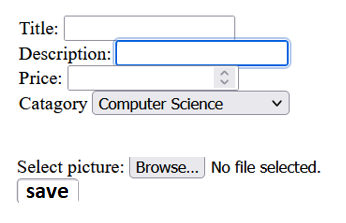 Title:
Description:
Price:
Catagory Computer Science
Select picture: Browse... No file selected.
save